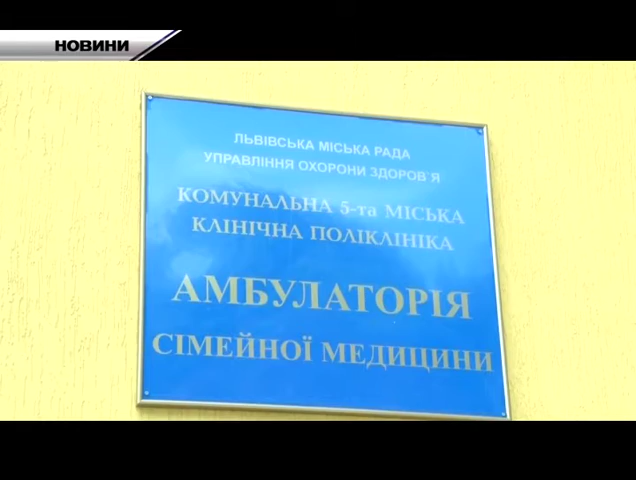 НОВИНИ
ЛЬВІВСЬКА МІСЬКА РАДА
УПРАВЛІННЯ ОХОРОНИ ЗДОРОВ`Я
КОМУНАЛЬНА 5-та МІСЬКА
КЛІНІЧНА ПОЛІКЛІНІКА
АМБУЛАТОРІЯ
СІМЕЙНОЇ МЕДИЦИНИ